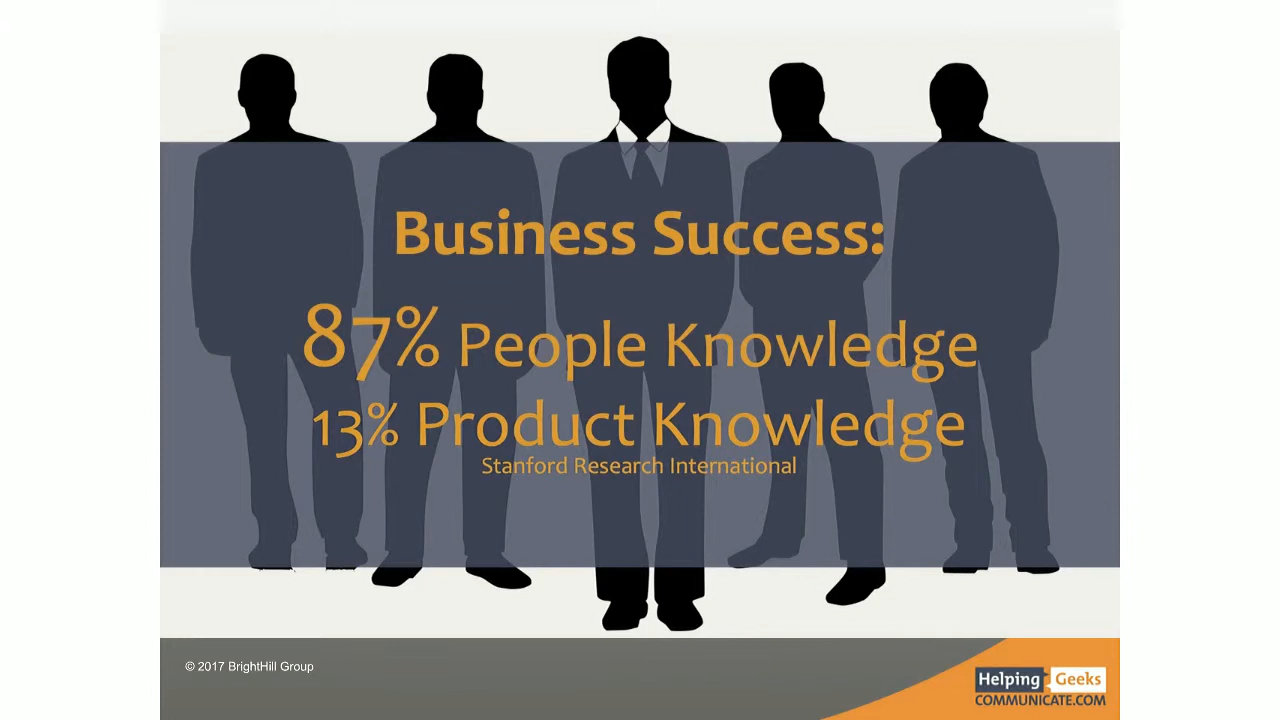 Business Success:
87% People Knowledge
13% Product Knowledge
Stanford Research International
© 2017 BrightHill Group
Helping Geeks
COMMUNICATE.COM